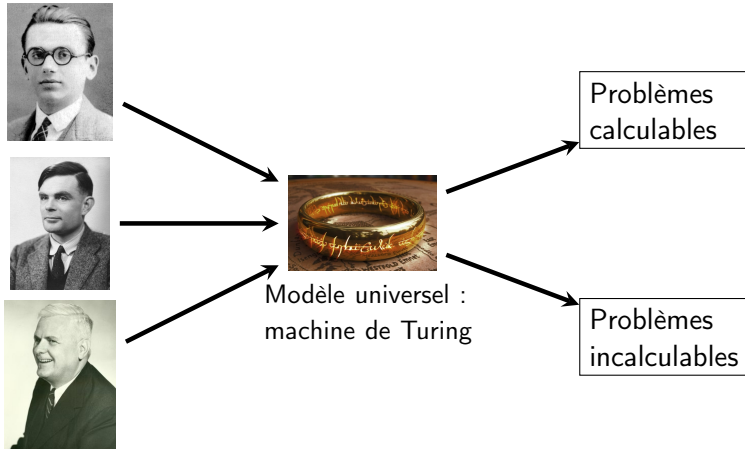 Problèmes
calculables
Modèle universel :
machine de Turing
Problèmes
incalculables